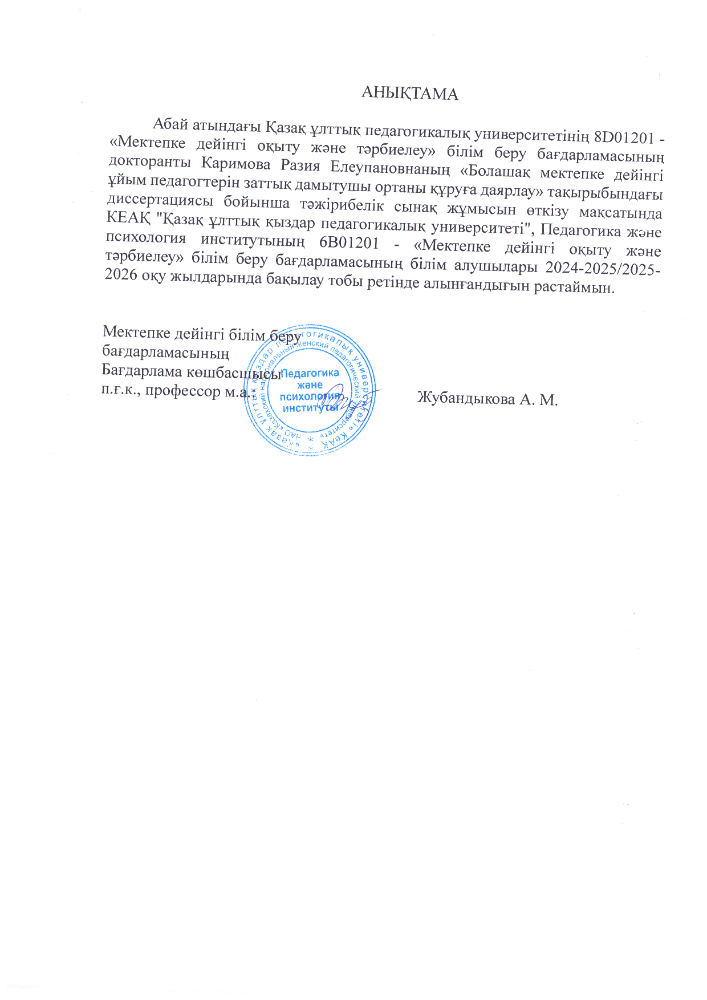 АНЫҚТАМА
Абай атындағы Қазақ ұлттық педагогикалық университетінің 8D01201 -
«Мектепке дейінгі оқыту және тәрбиелеу» білім беру бағдарламасының
докторанты Каримова Разия Елеупановнаның «Болашақ мектепке дейінгі
ұйым педагогтерін заттық дамытушы ортаны құруға даярлау» тақырыбындағы
диссертациясы бойынша тәжірибелік сынақ жұмысын өткізу мақсатында
КЕАҚ "Қазақ ұлттық қыздар педагогикалық университеті", Педагогика және
психология институтының 6В01201 - «Мектепке дейінгі оқыту және
тәрбиелеу» білім беру бағдарламасының білім алушылары 2024-2025/2025-
2026 оқу жылдарында бақылау тобы ретінде алынғандығын растаймын.
Мектепке дейінгі білім беру
бағдарламасының
Бағдарлама көшбасшысы
п.ғ.к., профессор м.а.,
Жубандыкова А. М.
«Қазақ ұлттық қыздар педагогикалық университеті» КеАҚ
НАО «Казахский национальный женский педагогический университет»
Педагогика
және
психология
институты